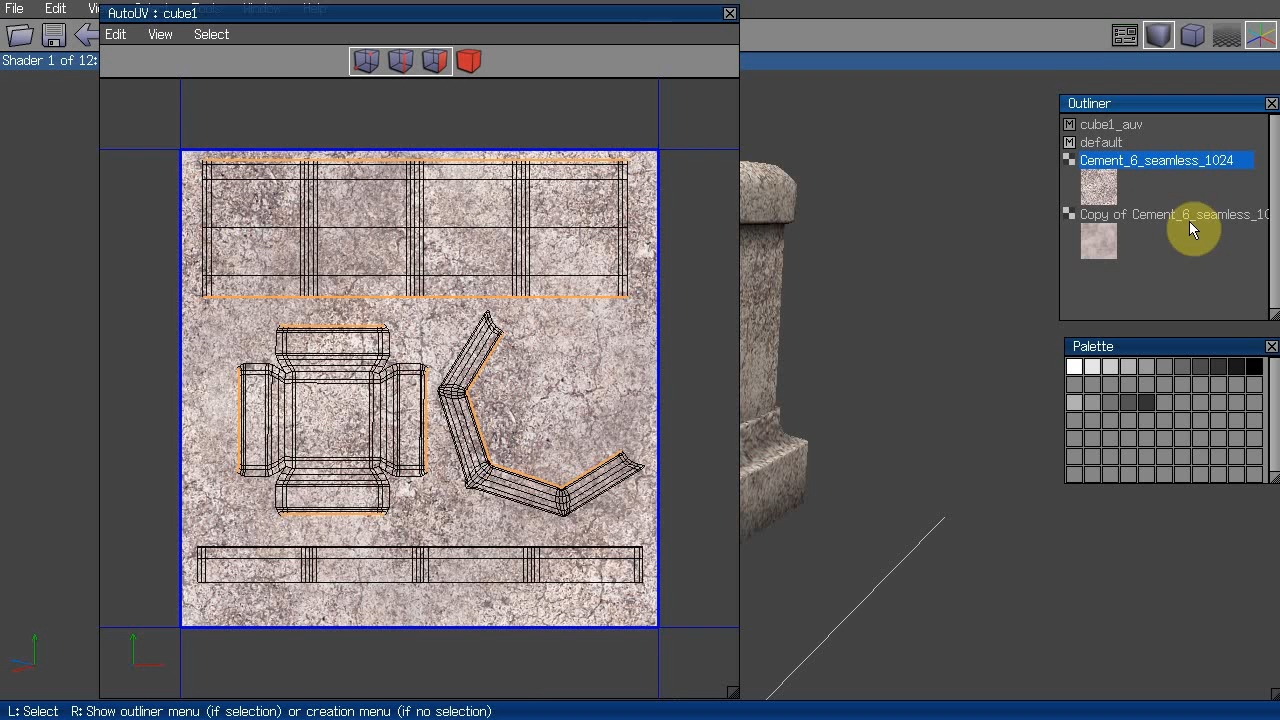 File Edit
AutoUV : cube1
Edit View Select
Shader 1 of 12:
Outliner
M cube1_auv
M default
Cement_6_seamless_1024
Copy of Cement_6_seamless_10
Palette
L: Select R: Show outliner menu (if selection) or creation menu (if no selection)